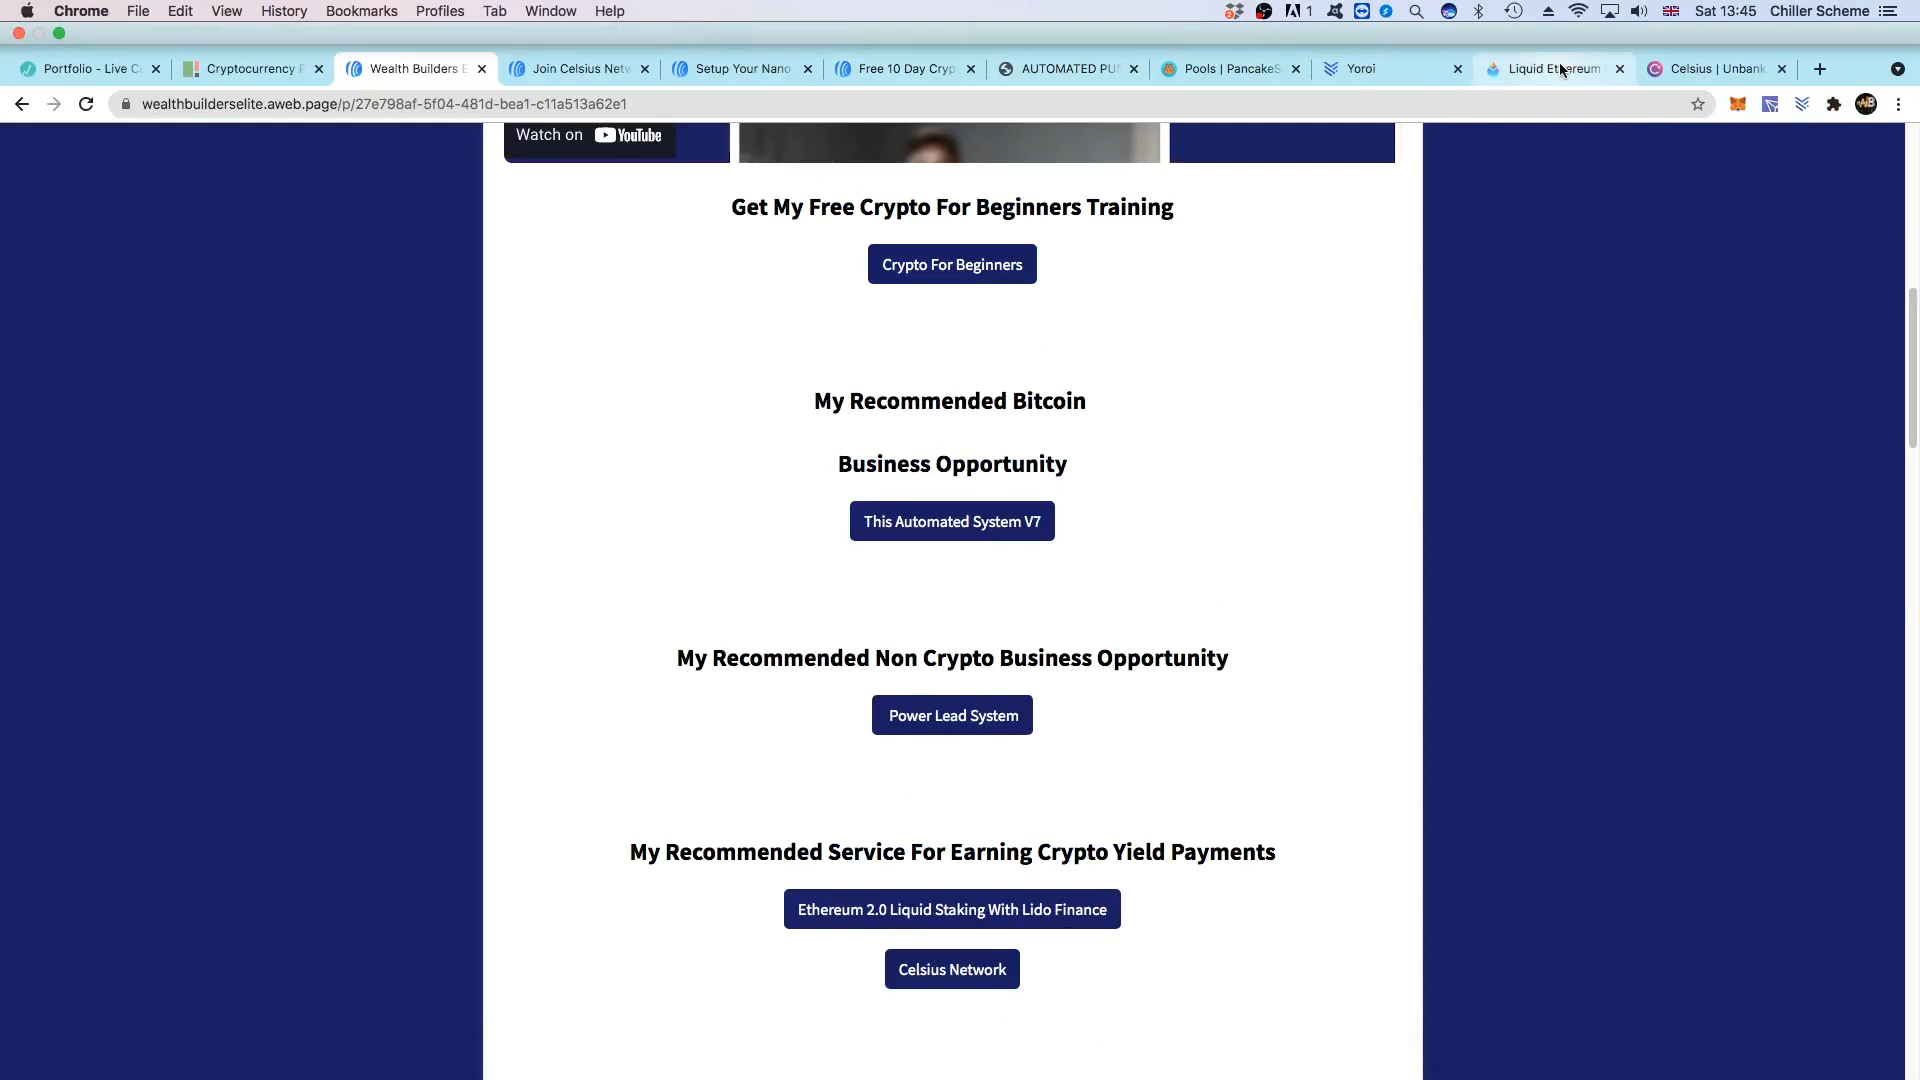 Chrome File Edit View History Bookmarks Profiles Tab Window Help 1 Sat 13:45 Chiller Scheme
Portfolio - Live C Cryptocurrency P Wealth Builders E Join Celsius Netw Setup Your Nano Free 10 Day Cryp AUTOMATED PUS Pools | PancakeS Yoroi Liquid Ethereum Celsius | Unbank
wealthbuilderselite.aweb.page/p/27e798af-5f04-481d-bea1-c11a513a62e1
Watch on YouTube
Get My Free Crypto For Beginners Training
Crypto For Beginners
My Recommended Bitcoin
Business Opportunity
This Automated System V7
My Recommended Non Crypto Business Opportunity
Power Lead System
My Recommended Service For Earning Crypto Yield Payments
Ethereum 2.0 Liquid Staking With Lido Finance
Celsius Network